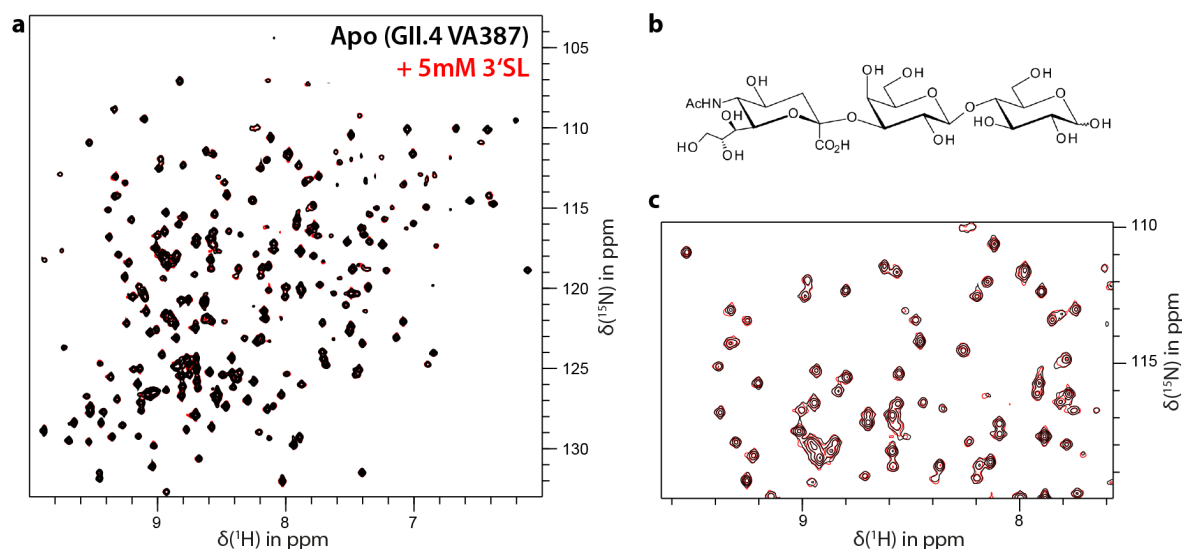 a
Apo (GII.4 VA387)
+ 5mM 3‘SL
105
110
115
120
125
130
δ(¹⁵N) in ppm
9
8
7
δ(¹H) in ppm
b
OH
AcHN
OH
HO
OH
O
CO₂H
O
OH
OH
O
OH
O
OH
O
HO
OH
OH
c
110
115
δ(¹⁵N) in ppm
9
8
δ(¹H) in ppm